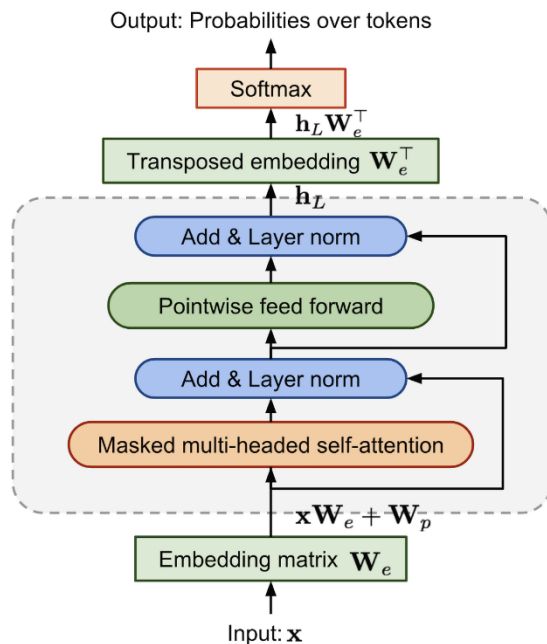 Output: Probabilities over tokens
Softmax
h_L W_e^⊤
Transposed embedding W_e^⊤
h_L
Add & Layer norm
Pointwise feed forward
Add & Layer norm
Masked multi-headed self-attention
xW_e + W_p
Embedding matrix W_e
Input: x